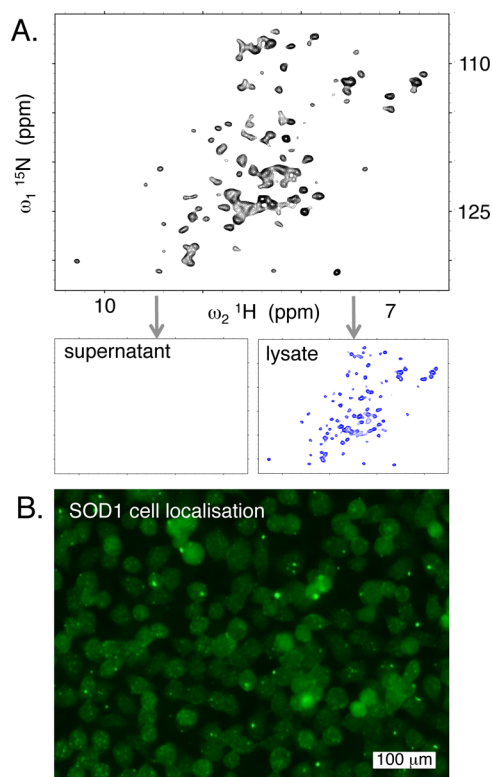 A.
110
125
ω₁ ¹⁵N (ppm)
10
ω₂ ¹H (ppm)
7
supernatant
lysate
B.
SOD1 cell localisation
100 μm